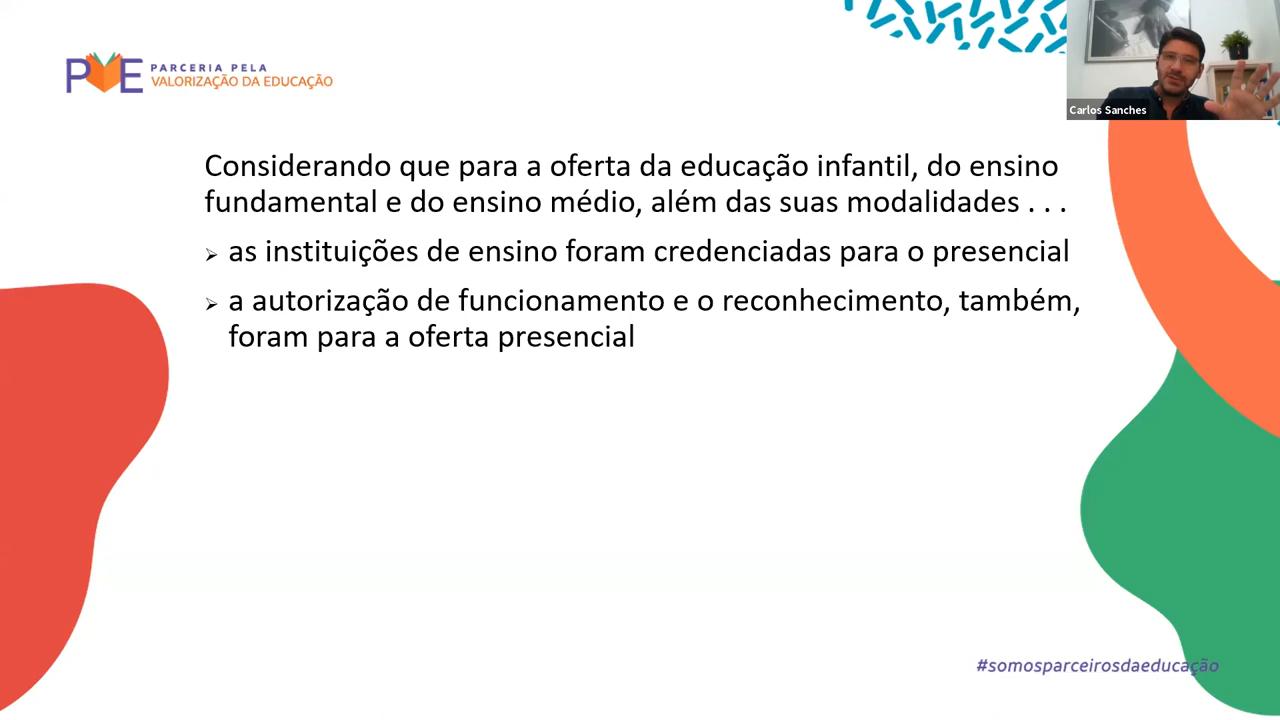 PVE PARCERIA PELA
VALORIZAÇÃO DA EDUCAÇÃO
Carlos Sanches
Considerando que para a oferta da educação infantil, do ensino
fundamental e do ensino médio, além das suas modalidades . . .
as instituições de ensino foram credenciadas para o presencial
a autorização de funcionamento e o reconhecimento, também,
foram para a oferta presencial
#somosparceirosdaeducação